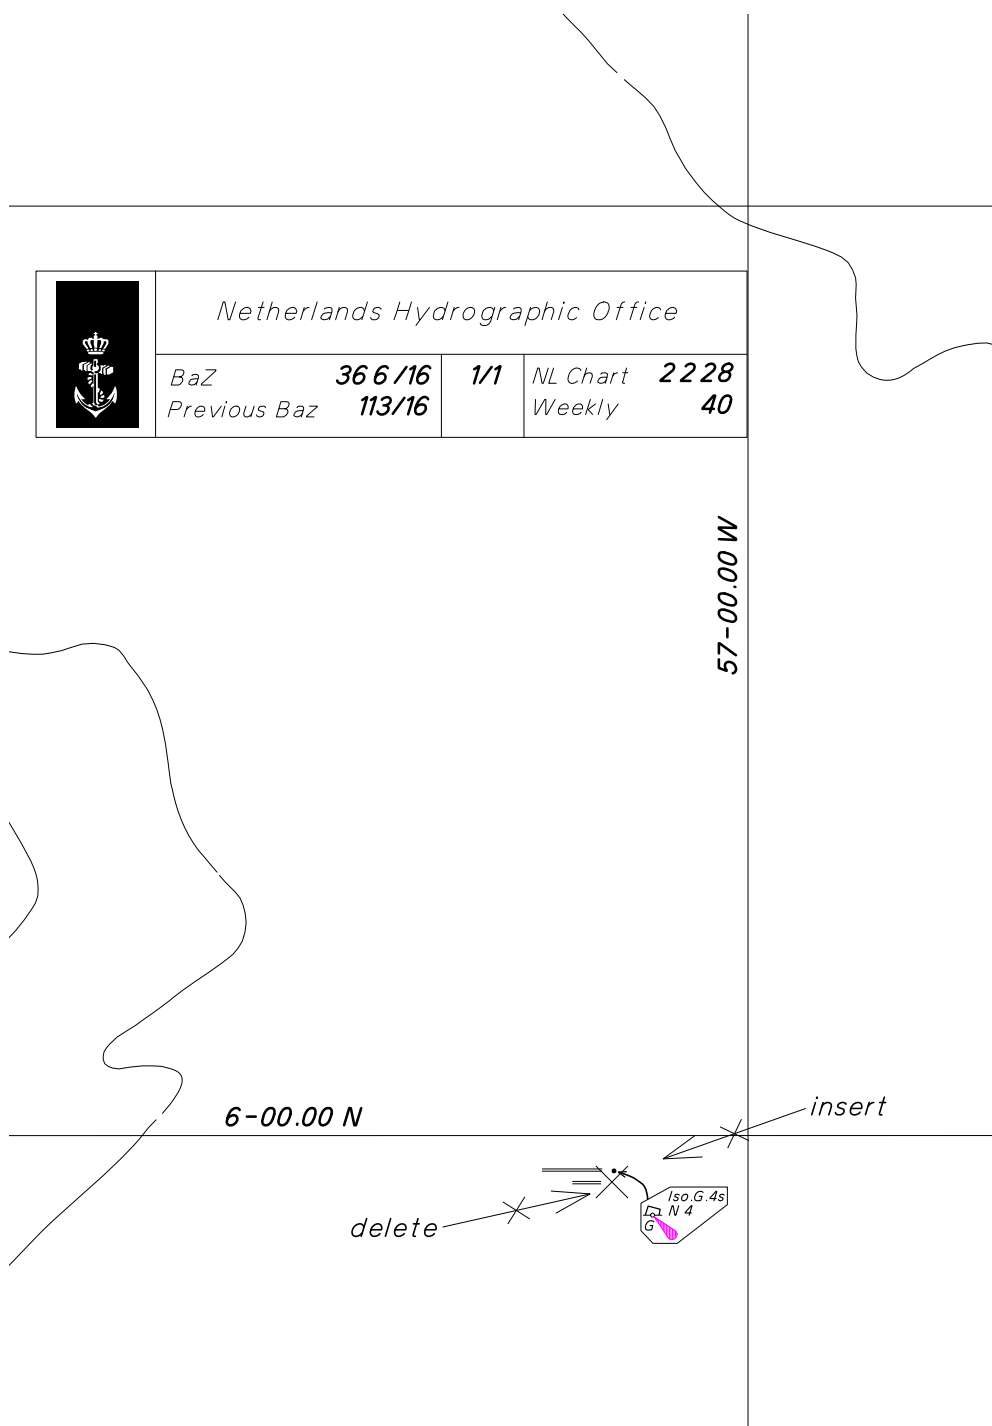 Netherlands Hydrographic Office
BaZ 366/16 1/1 NL Chart 2228
Previous Baz 113/16 Weekly 40
57-00.00 W
6-00.00 N
insert
delete
Iso.G.4s
N 4
G